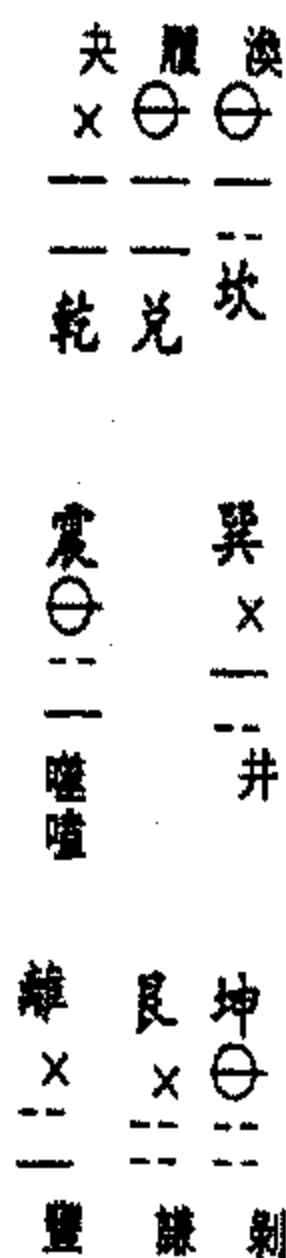 渙
履
夬
坎
兌
乾
巽
震
井
噬嗑
坤
艮
離
剝
謙
豐